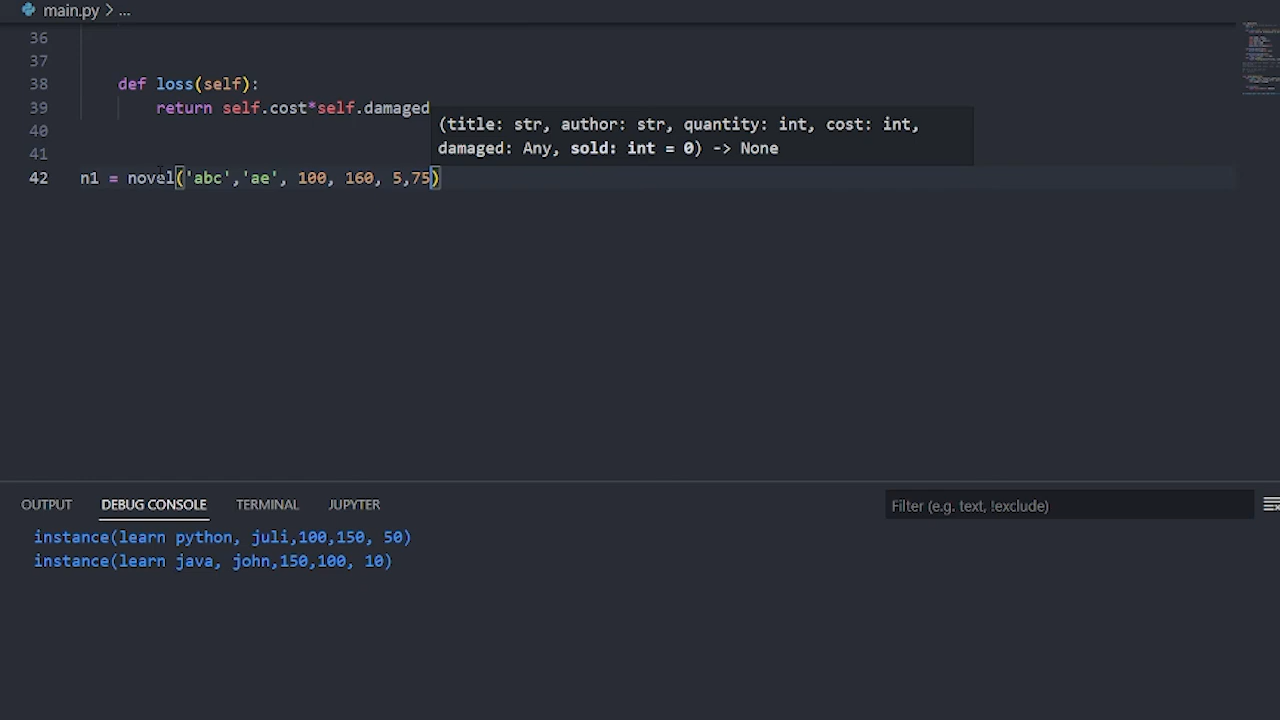 main.py > ...
36
37
38 def loss(self):
39 return self.cost*self.damaged
(title: str, author: str, quantity: int, cost: int,
40
damaged: Any, sold: int = 0) -> None
41
42 n1 = novel('abc','ae', 100, 160, 5,75)
OUTPUT DEBUG CONSOLE TERMINAL JUPYTER Filter (e.g. text, !exclude)
instance(learn python, juli,100,150, 50)
instance(learn java, john,150,100, 10)